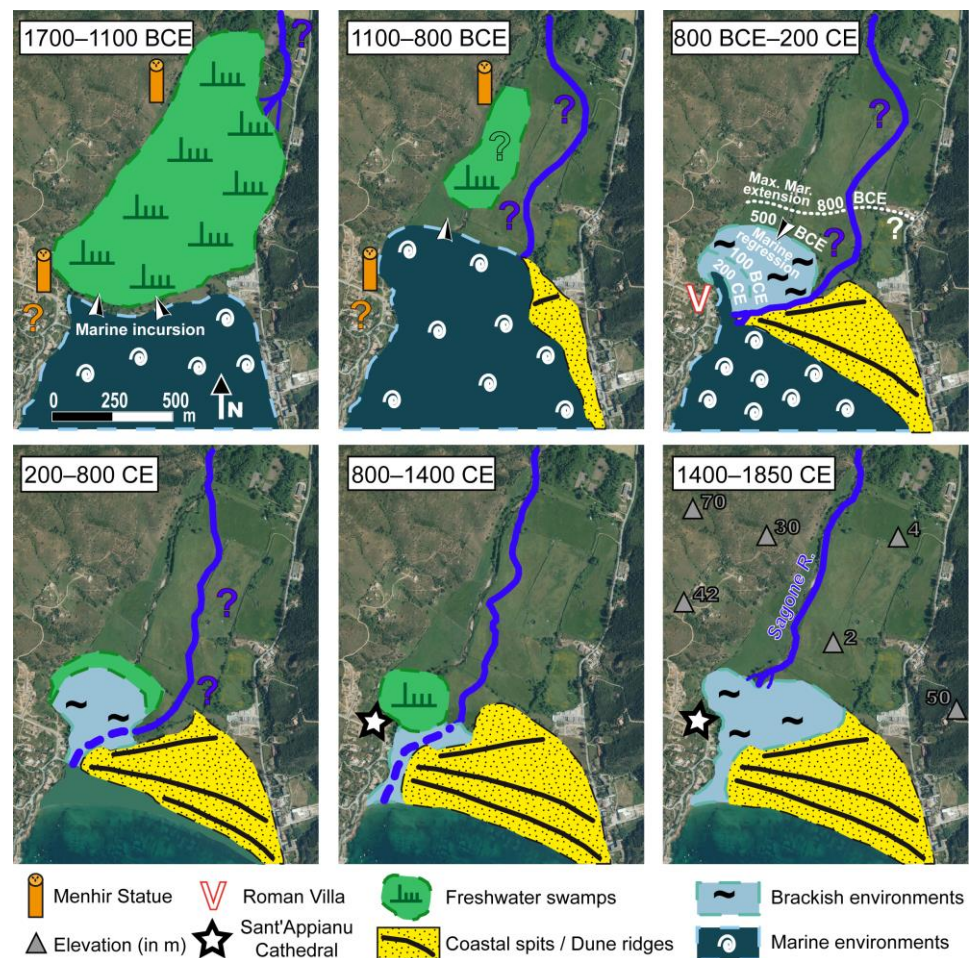 1700–1100 BCE
?
?
Marine incursion
0 250 500
m
N
1100–800 BCE
?
?
?
?
800 BCE–200 CE
?
Max. Mar.
extension 800 BCE
?
500 BCE
Marine
regression
?
100 BCE
200 CE
V
200–800 CE
?
?
800–1400 CE
1400–1850 CE
70
30
4
42
Sagone R.
2
50
Menhir Statue
V Roman Villa
Freshwater swamps
Brackish environments
Elevation (in m)
Sant'Appianu
Cathedral
Coastal spits / Dune ridges
Marine environments